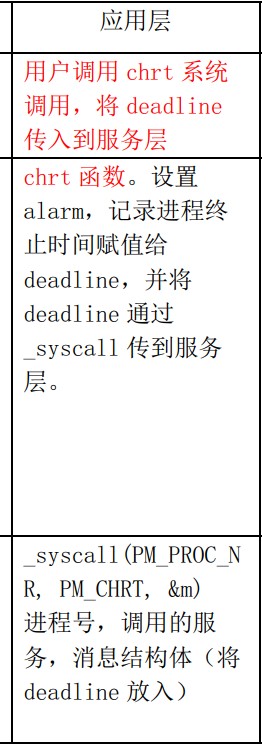 应用层
用户调用 chrt 系统
调用，将 deadline
传入到服务层
chrt 函数。设置
alarm，记录进程终
止时间赋值给
deadline，并将
deadline 通过
_syscall 传到服务
层。
_syscall(PM_PROC_N
R, PM_CHRT, &m)
进程号，调用的服
务，消息结构体（将
deadline 放入）